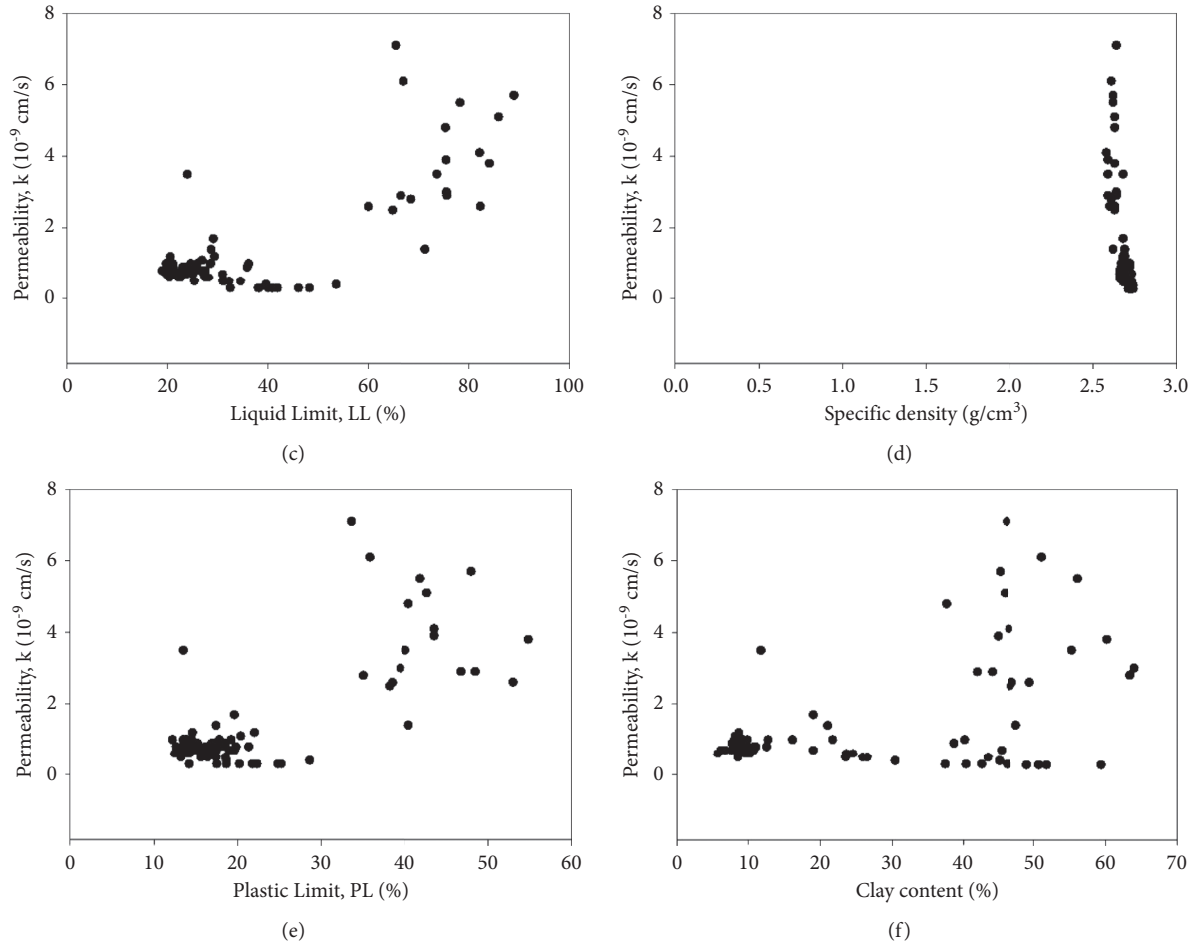 8
6
4
2
0
Permeability, k (10⁻⁹ cm/s)
0 20 40 60 80 100
Liquid Limit, LL (%)
(c)
8
6
4
2
0
Permeability, k (10⁻⁹ cm/s)
0.0 0.5 1.0 1.5 2.0 2.5 3.0
Specific density (g/cm³)
(d)
8
6
4
2
0
Permeability, k (10⁻⁹ cm/s)
0 10 20 30 40 50 60
Plastic Limit, PL (%)
(e)
8
6
4
2
0
Permeability, k (10⁻⁹ cm/s)
0 10 20 30 40 50 60 70
Clay content (%)
(f)